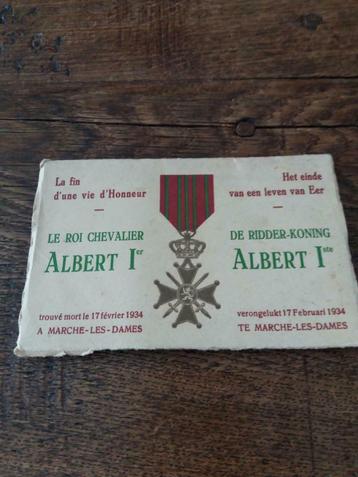 La fin
d'une vie d'Honneur
LE ROI CHEVALIER
ALBERT Ier
trouvé mort le 17 février 1934
A MARCHE-LES-DAMES
Het einde
van een leven van Eer
DE RIDDER-KONING
ALBERT Iste
verongelukt 17 Februari 1934
TE MARCHE-LES-DAMES